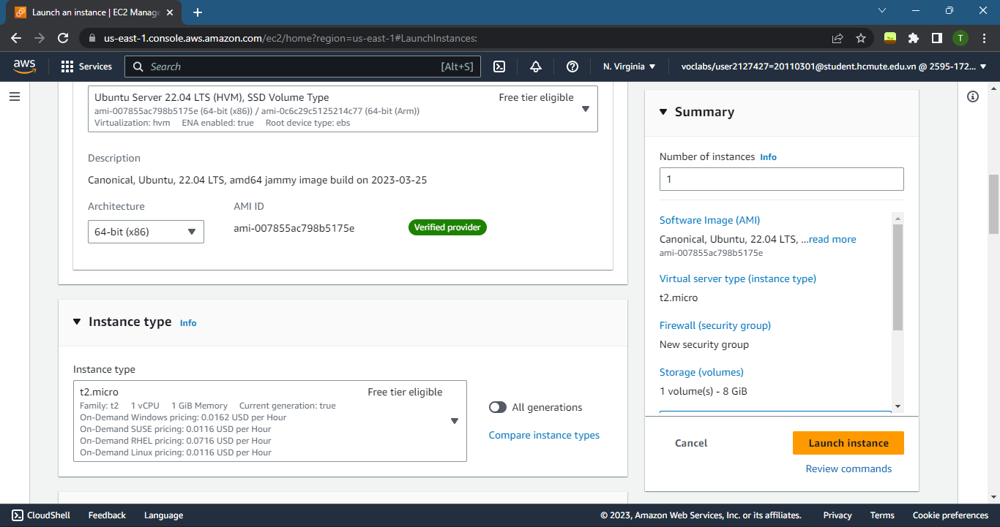 Launch an instance | EC2 Manage
us-east-1.console.aws.amazon.com/ec2/home?region=us-east-1#LaunchInstances:
T
aws
Services
Search
[Alt+S]
N. Virginia
voclabs/user2127427=20110301@student.hcmute.edu.vn @ 2595-172...
Ubuntu Server 22.04 LTS (HVM), SSD Volume Type
Free tier eligible
ami-007855ac798b5175e (64-bit (x86)) / ami-0c6c29c5125214c77 (64-bit (Arm))
Virtualization: hvm ENA enabled: true Root device type: ebs
Description
Canonical, Ubuntu, 22.04 LTS, amd64 jammy image build on 2023-03-25
Architecture
AMI ID
64-bit (x86)
ami-007855ac798b5175e
Verified provider
Instance type Info
Instance type
t2.micro
Free tier eligible
Family: t2 1 vCPU 1 GiB Memory Current generation: true
On-Demand Windows pricing: 0.0162 USD per Hour
On-Demand SUSE pricing: 0.0116 USD per Hour
On-Demand RHEL pricing: 0.0716 USD per Hour
On-Demand Linux pricing: 0.0116 USD per Hour
All generations
Compare instance types
Summary
Number of instances Info
1
Software Image (AMI)
Canonical, Ubuntu, 22.04 LTS, ...read more
ami-007855ac798b5175e
Virtual server type (instance type)
t2.micro
Firewall (security group)
New security group
Storage (volumes)
1 volume(s) - 8 GiB
Cancel
Launch instance
Review commands
CloudShell
Feedback
Language
© 2023, Amazon Web Services, Inc. or its affiliates.
Privacy
Terms
Cookie preferences